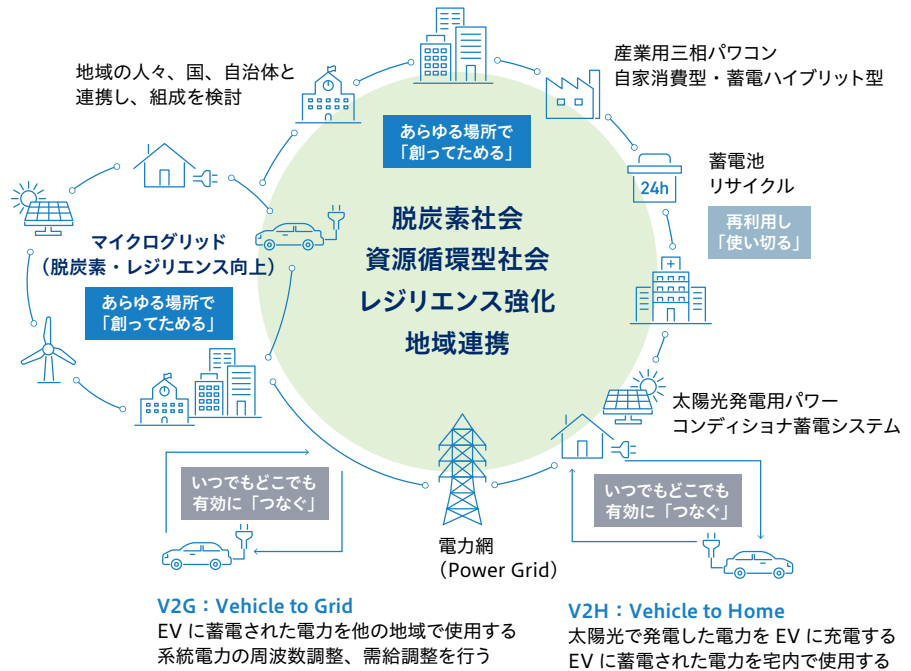 地域の人々、国、自治体と
連携し、組成を検討
産業用三相パワコン
自家消費型・蓄電ハイブリット型
あらゆる場所で
「創ってためる」
24h
蓄電池
リサイクル
再利用し
「使い切る」
脱炭素社会
資源循環型社会
レジリエンス強化
地域連携
マイクログリッド
（脱炭素・レジリエンス向上）
あらゆる場所で
「創ってためる」
太陽光発電用パワー
コンディショナ蓄電システム
いつでもどこでも
有効に「つなぐ」
いつでもどこでも
有効に「つなぐ」
電力網
（Power Grid）
V2G：Vehicle to Grid
EV に蓄電された電力を他の地域で使用する
系統電力の周波数調整、需給調整を行う
V2H：Vehicle to Home
太陽光で発電した電力を EV に充電する
EV に蓄電された電力を宅内で使用する